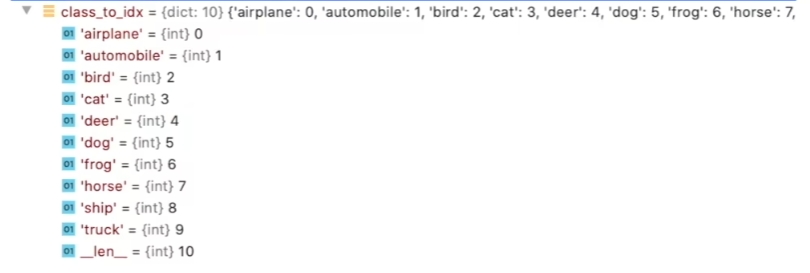 class_to_idx = {dict: 10} {'airplane': 0, 'automobile': 1, 'bird': 2, 'cat': 3, 'deer': 4, 'dog': 5, 'frog': 6, 'horse': 7,
01 'airplane' = {int} 0
01 'automobile' = {int} 1
01 'bird' = {int} 2
01 'cat' = {int} 3
01 'deer' = {int} 4
01 'dog' = {int} 5
01 'frog' = {int} 6
01 'horse' = {int} 7
01 'ship' = {int} 8
01 'truck' = {int} 9
01 __len__ = {int} 10